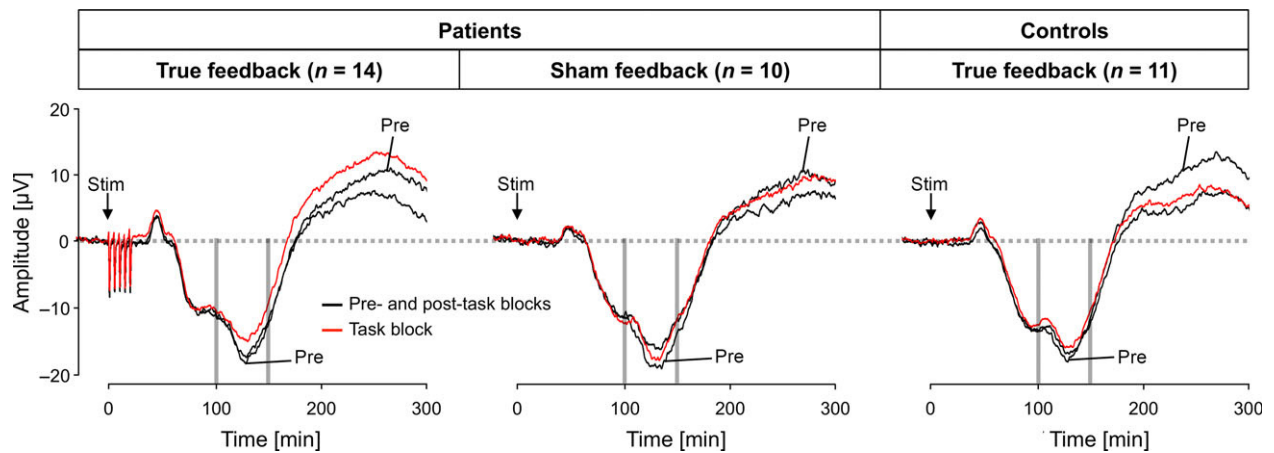 Patients
Controls
True feedback (n = 14)
Sham feedback (n = 10)
True feedback (n = 11)
Amplitude [µV]
20
10
0
–10
–20
Stim
Pre
Pre
Pre- and post-task blocks
Task block
0
100
200
300
Time [min]
Stim
Pre
Pre
0
100
200
300
Time [min]
Stim
Pre
Pre
0
100
200
300
Time [min]